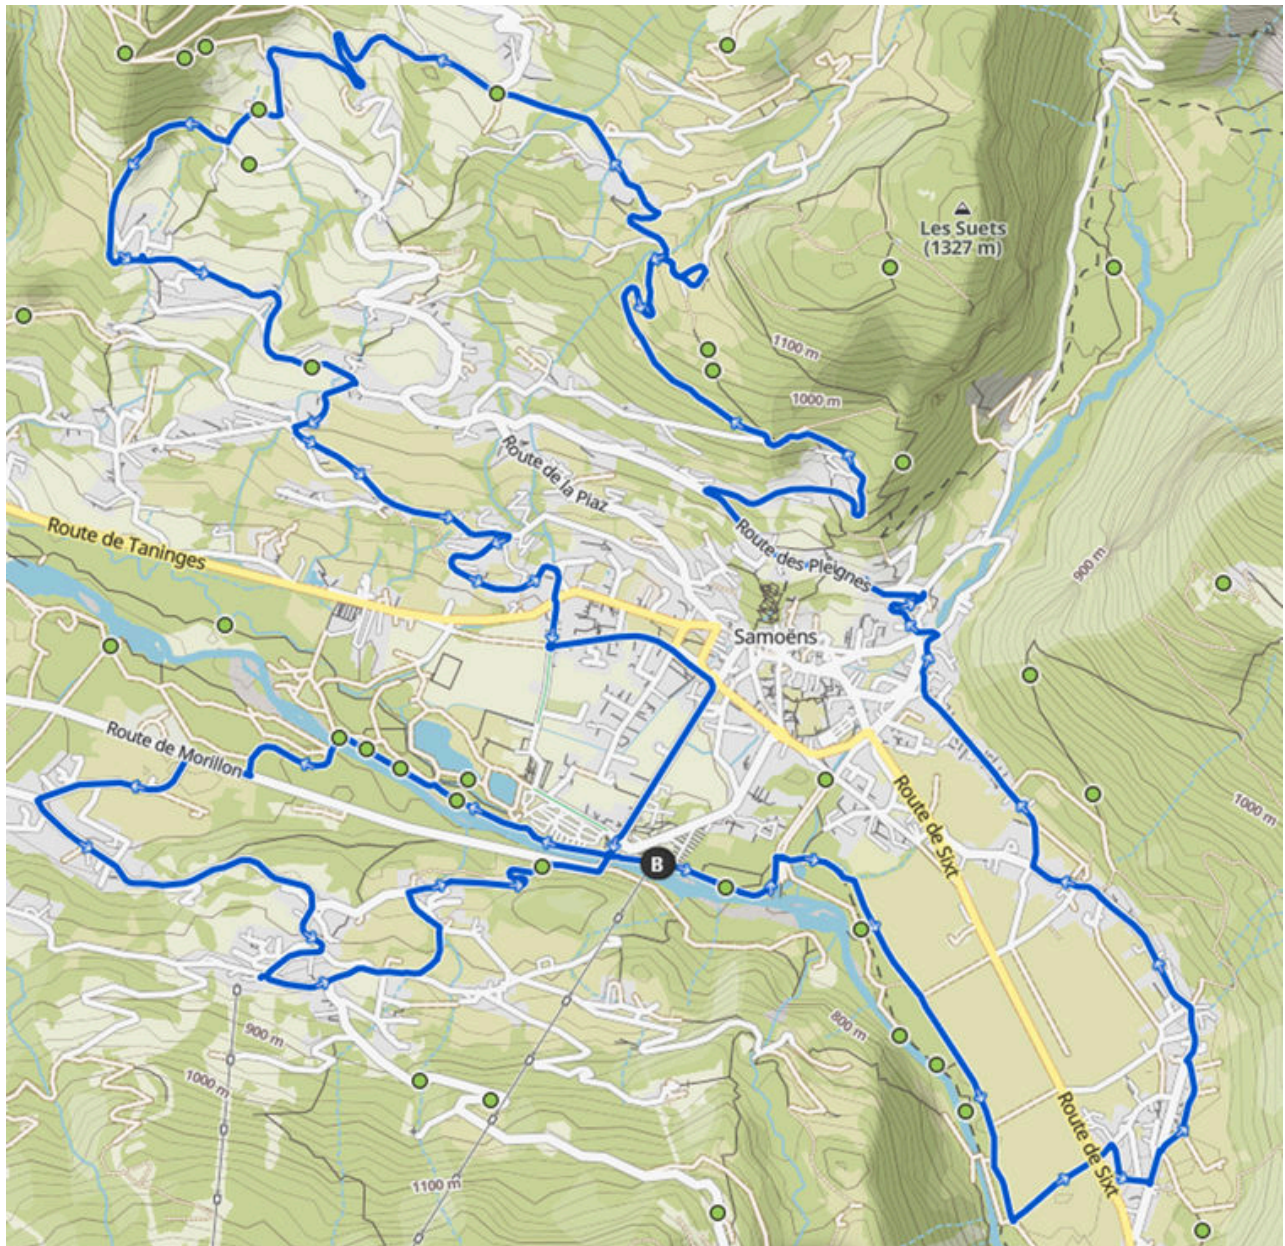 Les Suets
(1327 m)
1100 m
1000 m
Route de la Plaz
Route de Taninges
Route des Pleignes
900 m
Samoëns
Route de Morillon
Route de Sixt
1000 m
B
800 m
900 m
1000 m
Route de Sixt
1100 m